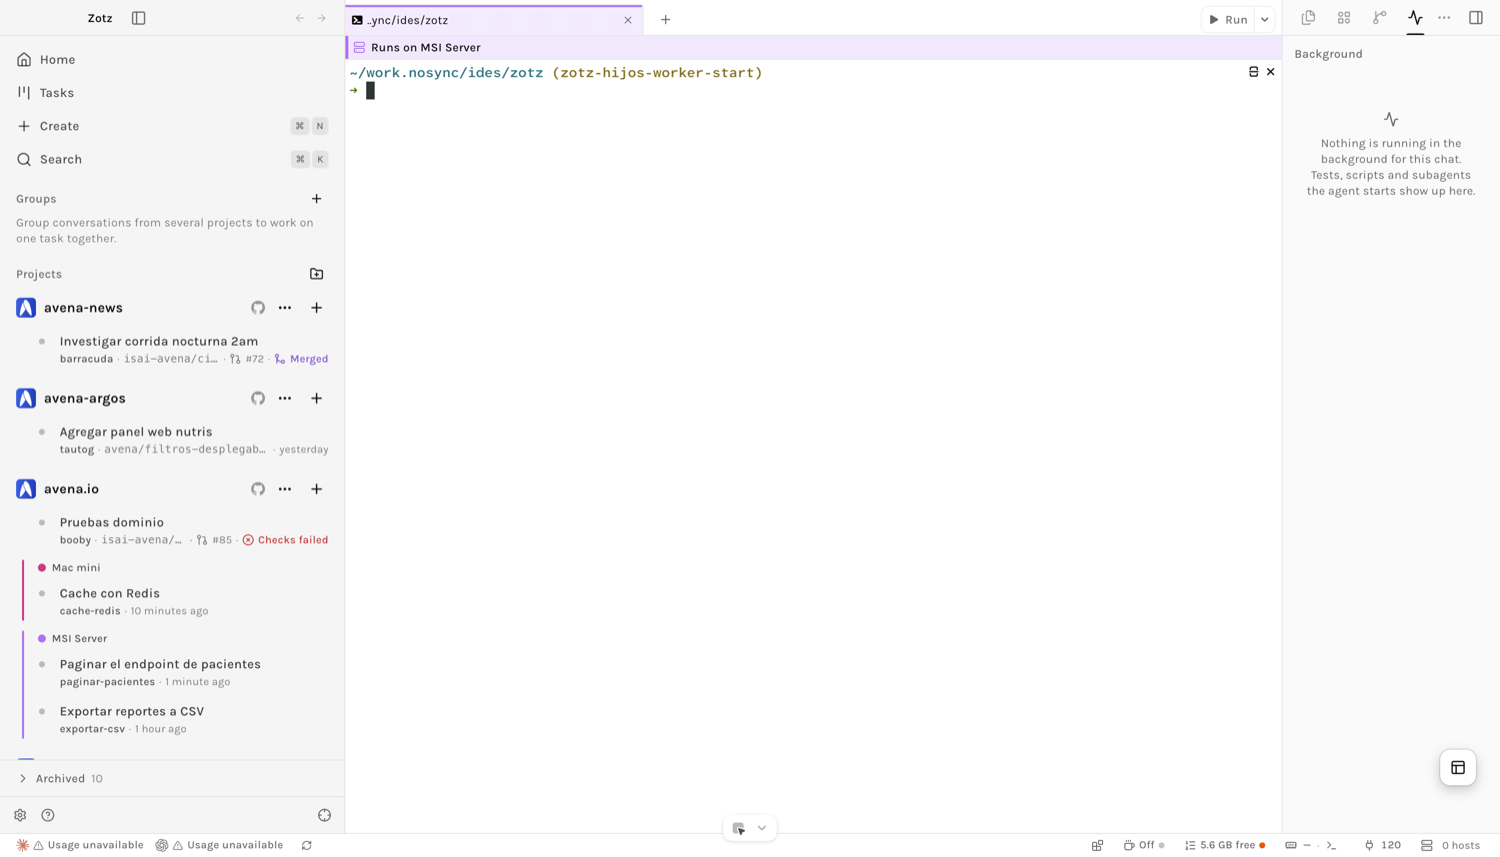 Zotz
Home
Tasks
Create ⌘ N
Search ⌘ K
Groups
Group conversations from several projects to work on
one task together.
Projects
avena-news
Investigar corrida nocturna 2am
barracuda · isai-avena/ci… · #72 · Merged
avena-argos
Agregar panel web nutris
tautog · avena/filtros-desplegab… · yesterday
avena.io
Pruebas dominio
booby · isai-avena/… · #85 · Checks failed
Mac mini
Cache con Redis
cache-redis · 10 minutes ago
MSI Server
Paginar el endpoint de pacientes
paginar-pacientes · 1 minute ago
Exportar reportes a CSV
exportar-csv · 1 hour ago
Archived 10
..ync/ides/zotz
Run
Runs on MSI Server
~/work.nosync/ides/zotz (zotz-hijos-worker-start)
→
Background
Nothing is running in the
background for this chat.
Tests, scripts and subagents
the agent starts show up here.
Usage unavailable
Usage unavailable
Off
5.6 GB free
— ·
120
0 hosts